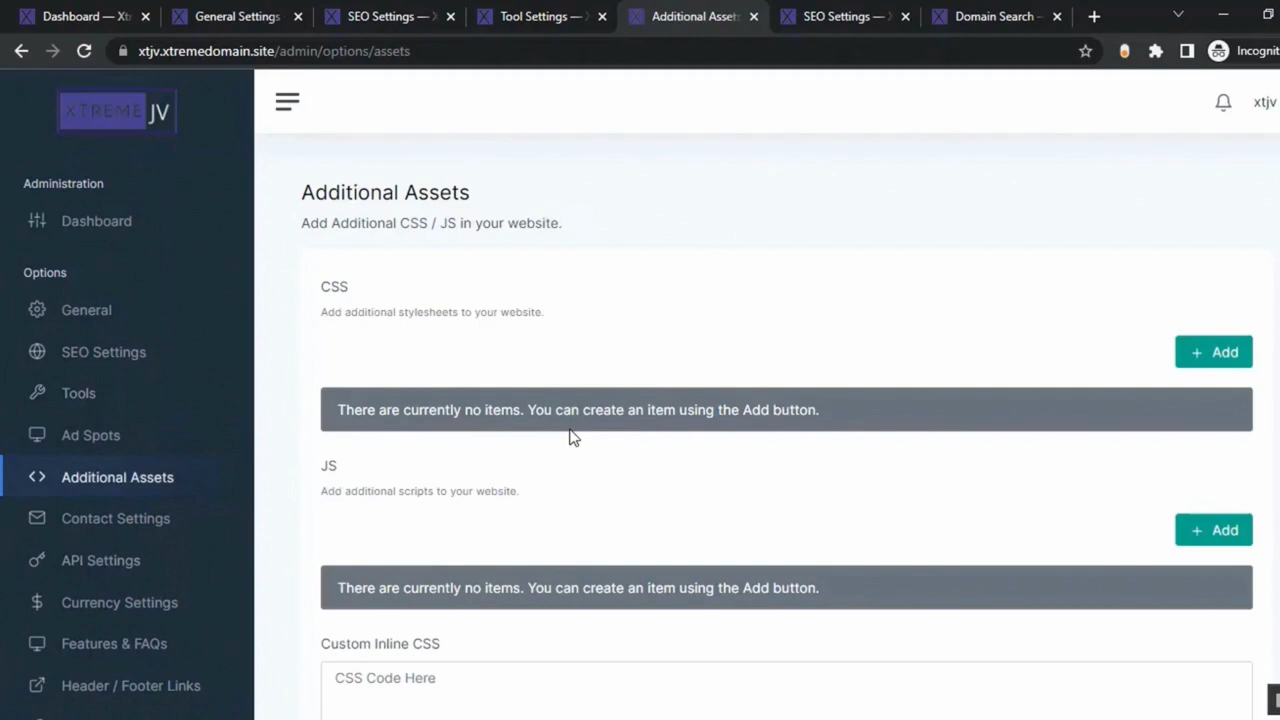 Dashboard — Xtr
General Settings
SEO Settings — X
Tool Settings —
Additional Assets
SEO Settings — X
Domain Search —
xtjv.xtremedomain.site/admin/options/assets
Incognit
XTREME JV
xtjv
Administration
Dashboard
Options
General
SEO Settings
Tools
Ad Spots
Additional Assets
Contact Settings
API Settings
Currency Settings
Features & FAQs
Header / Footer Links
Additional Assets
Add Additional CSS / JS in your website.
CSS
Add additional stylesheets to your website.
+ Add
There are currently no items. You can create an item using the Add button.
JS
Add additional scripts to your website.
+ Add
There are currently no items. You can create an item using the Add button.
Custom Inline CSS
CSS Code Here